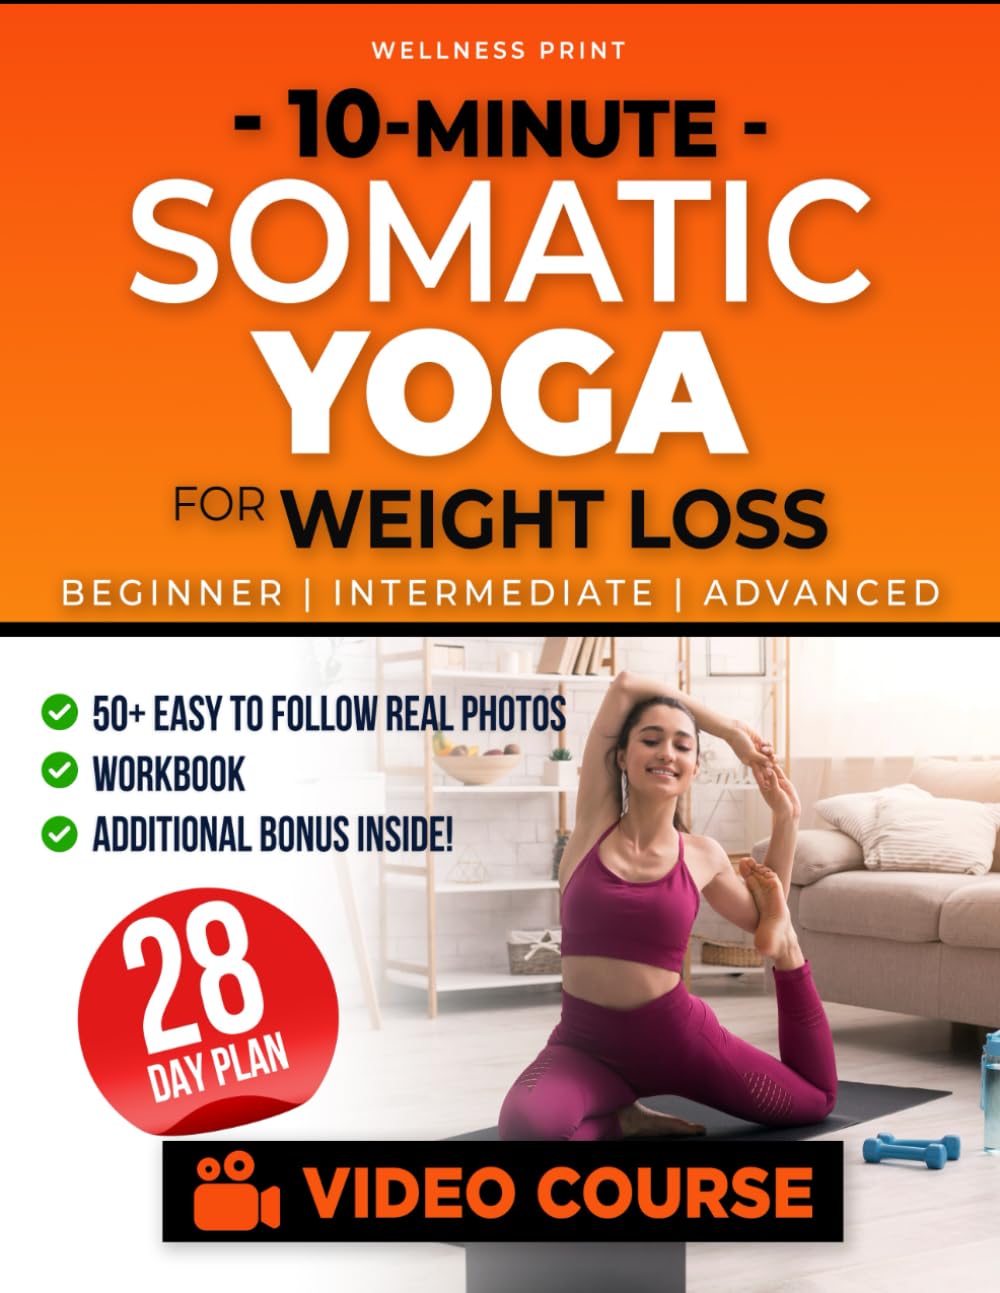 WELLNESS PRINT
- 10-MINUTE -
SOMATIC
YOGA
FOR WEIGHT LOSS
BEGINNER | INTERMEDIATE | ADVANCED
50+ EASY TO FOLLOW REAL PHOTOS
WORKBOOK
ADDITIONAL BONUS INSIDE!
28
DAY PLAN
VIDEO COURSE